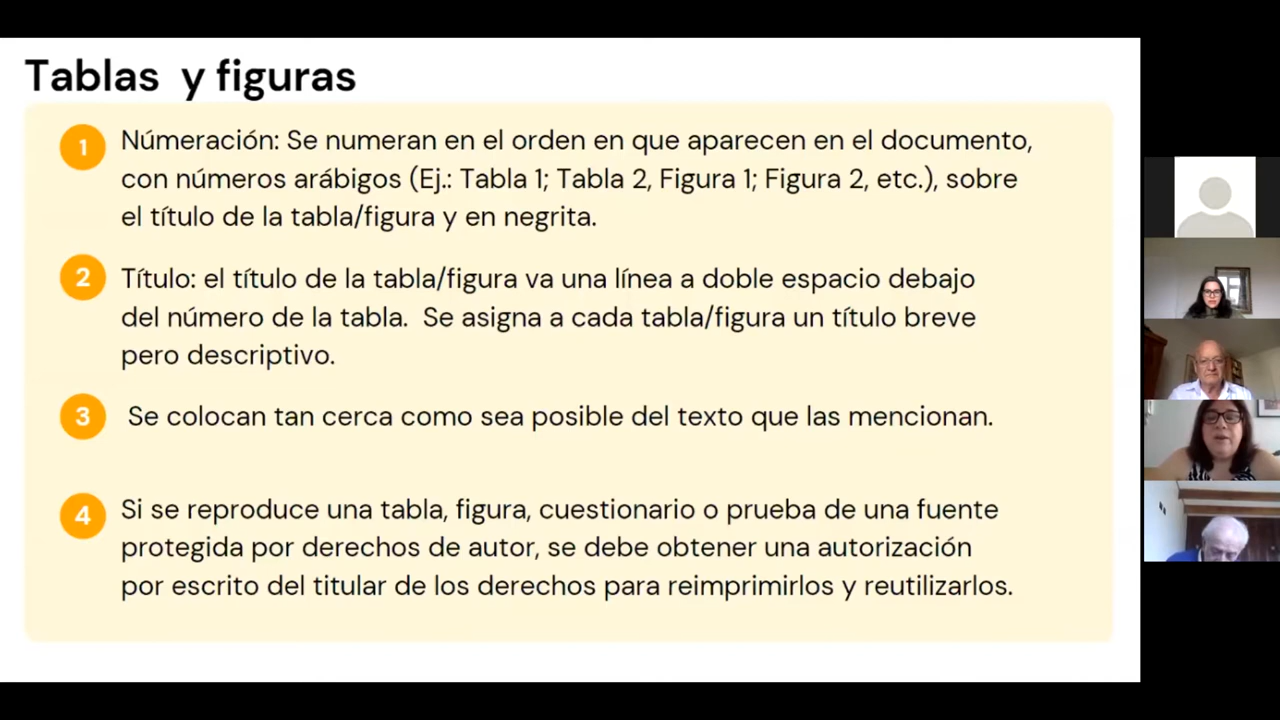 Tablas y figuras
1 Númeración: Se numeran en el orden en que aparecen en el documento,
con números arábigos (Ej.: Tabla 1; Tabla 2, Figura 1; Figura 2, etc.), sobre
el título de la tabla/figura y en negrita.
2 Título: el título de la tabla/figura va una línea a doble espacio debajo
del número de la tabla. Se asigna a cada tabla/figura un título breve
pero descriptivo.
3 Se colocan tan cerca como sea posible del texto que las mencionan.
4 Si se reproduce una tabla, figura, cuestionario o prueba de una fuente
protegida por derechos de autor, se debe obtener una autorización
por escrito del titular de los derechos para reimprimirlos y reutilizarlos.